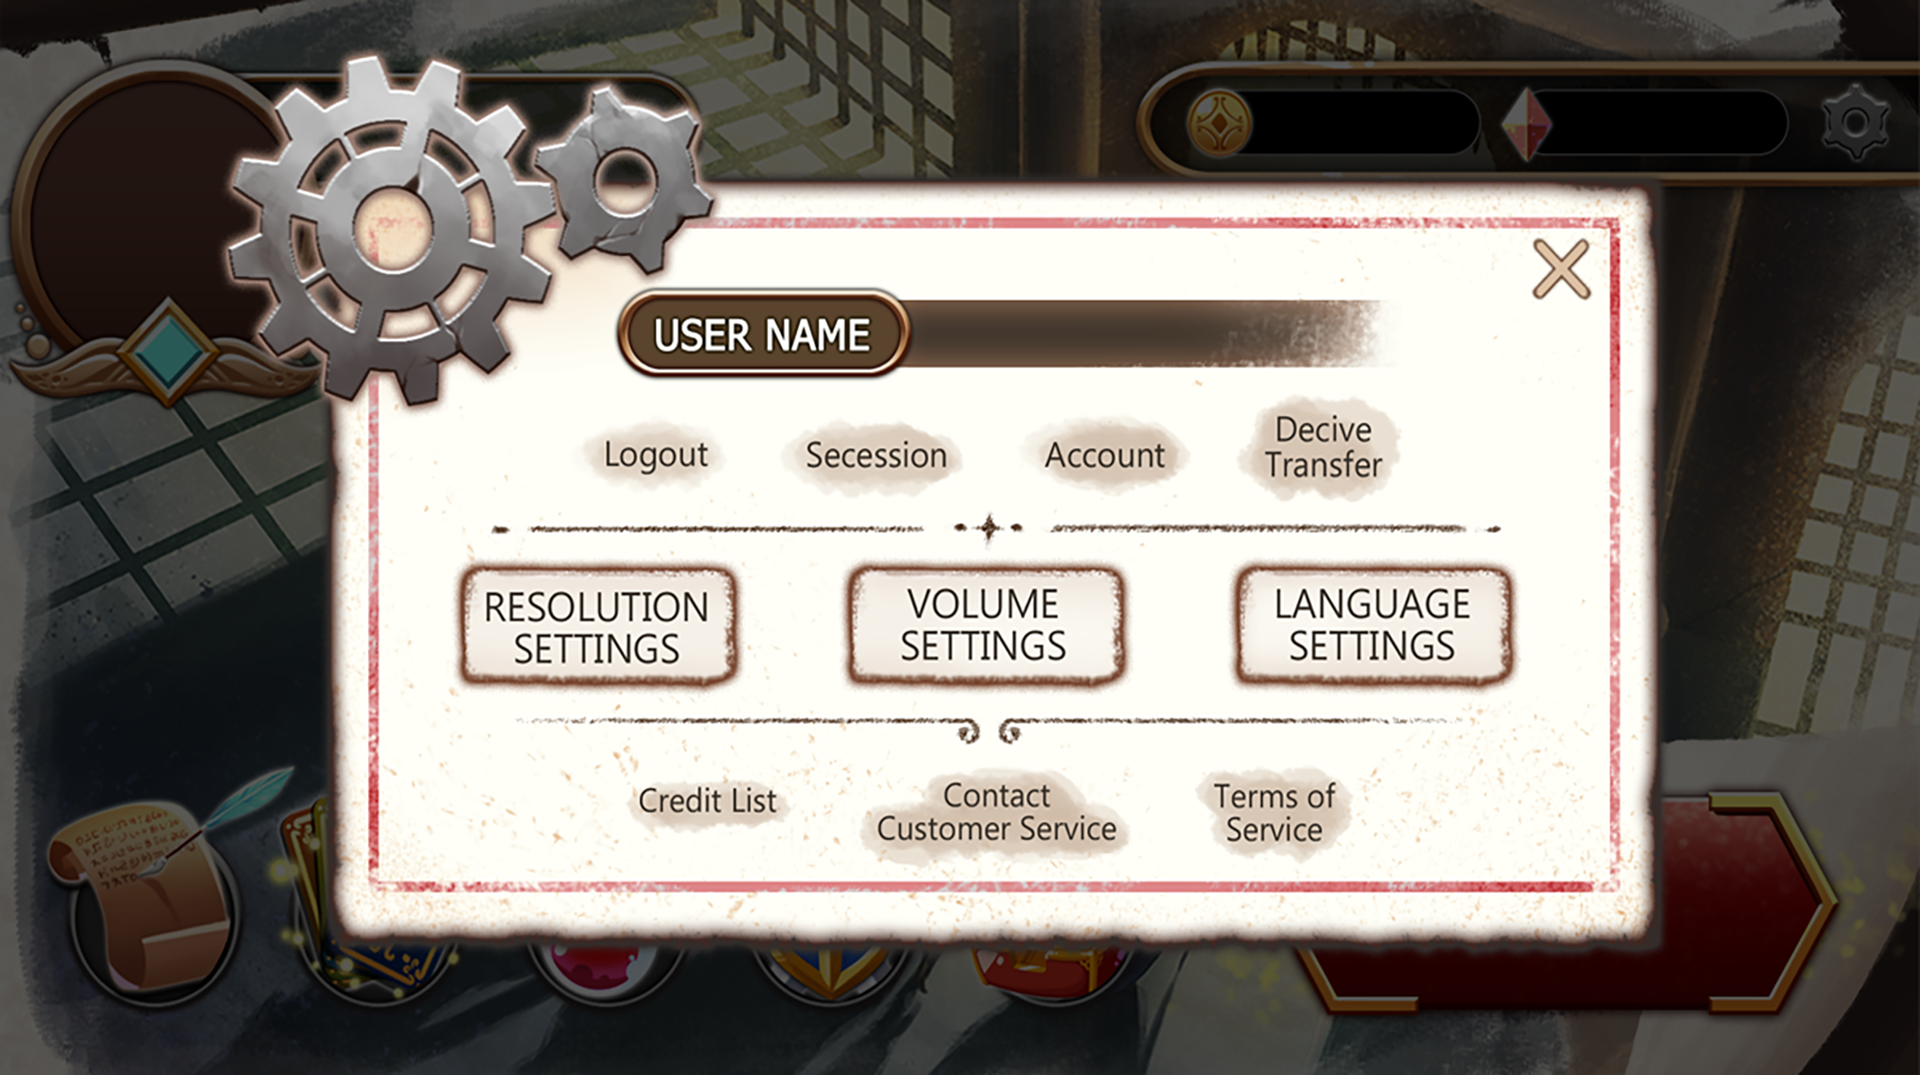 USER NAME
Logout
Secession
Account
Decive
Transfer
RESOLUTION
SETTINGS
VOLUME
SETTINGS
LANGUAGE
SETTINGS
Credit List
Contact
Customer Service
Terms of
Service